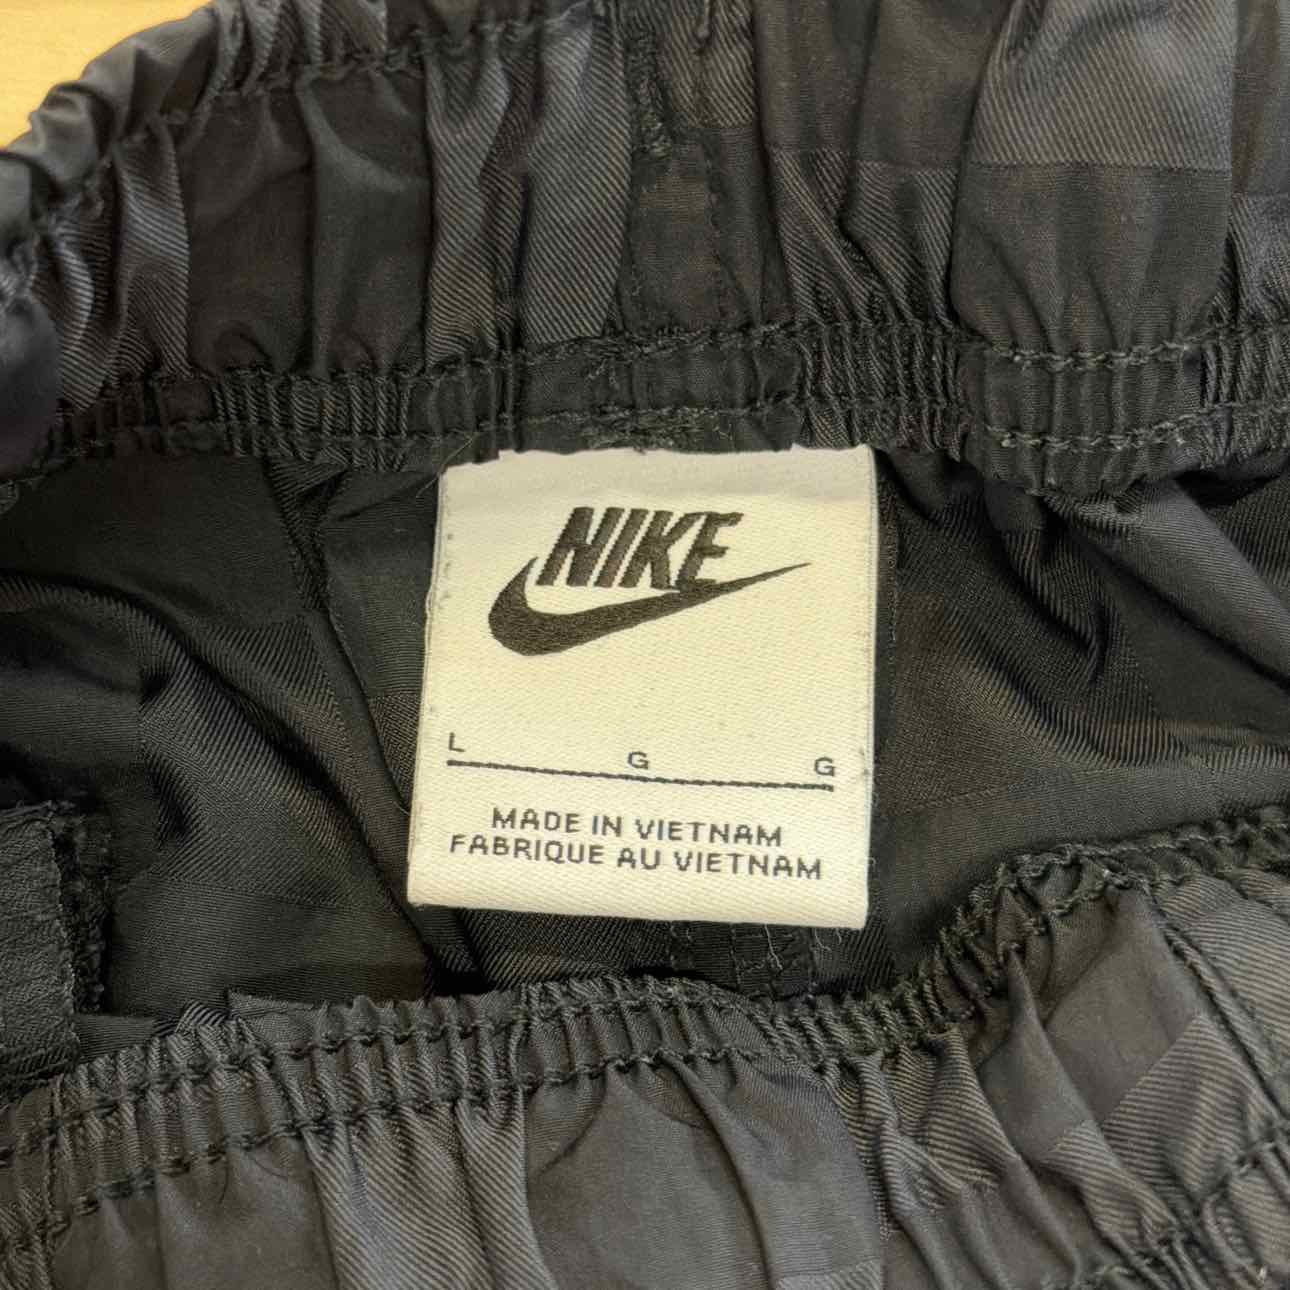 NIKE
L G G
MADE IN VIETNAM
FABRIQUE AU VIETNAM